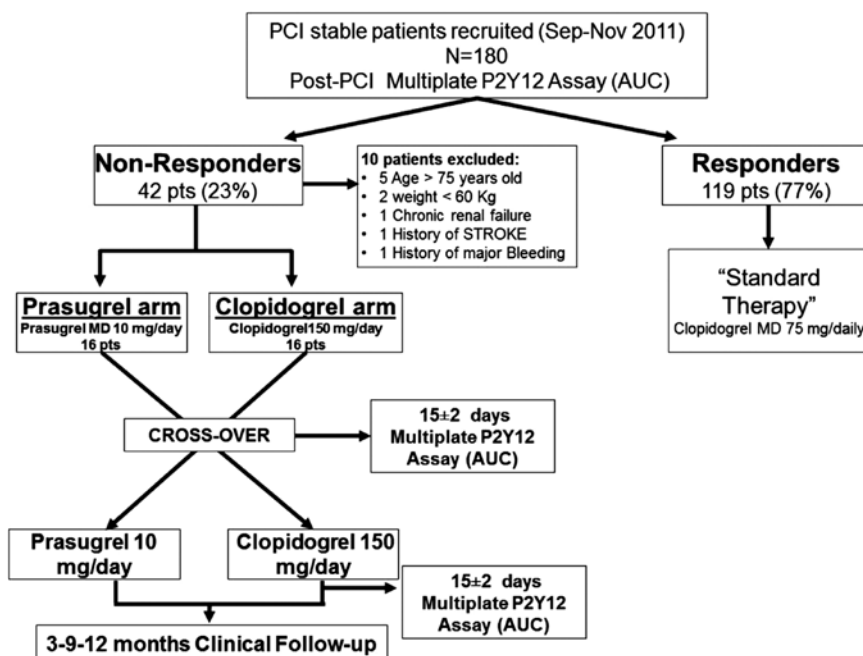 PCI stable patients recruited (Sep-Nov 2011)
N=180
Post-PCI Multiplate P2Y12 Assay (AUC)
Non-Responders
42 pts (23%)
10 patients excluded:
• 5 Age > 75 years old
• 2 weight < 60 Kg
• 1 Chronic renal failure
• 1 History of STROKE
• 1 History of major Bleeding
Responders
119 pts (77%)
Prasugrel arm
Prasugrel MD 10 mg/day
16 pts
Clopidogrel arm
Clopidogrel150 mg/day
16 pts
"Standard
Therapy"
Clopidogrel MD 75 mg/daily
CROSS-OVER
15±2 days
Multiplate P2Y12
Assay (AUC)
Prasugrel 10
mg/day
Clopidogrel 150
mg/day
15±2 days
Multiplate P2Y12
Assay (AUC)
3-9-12 months Clinical Follow-up